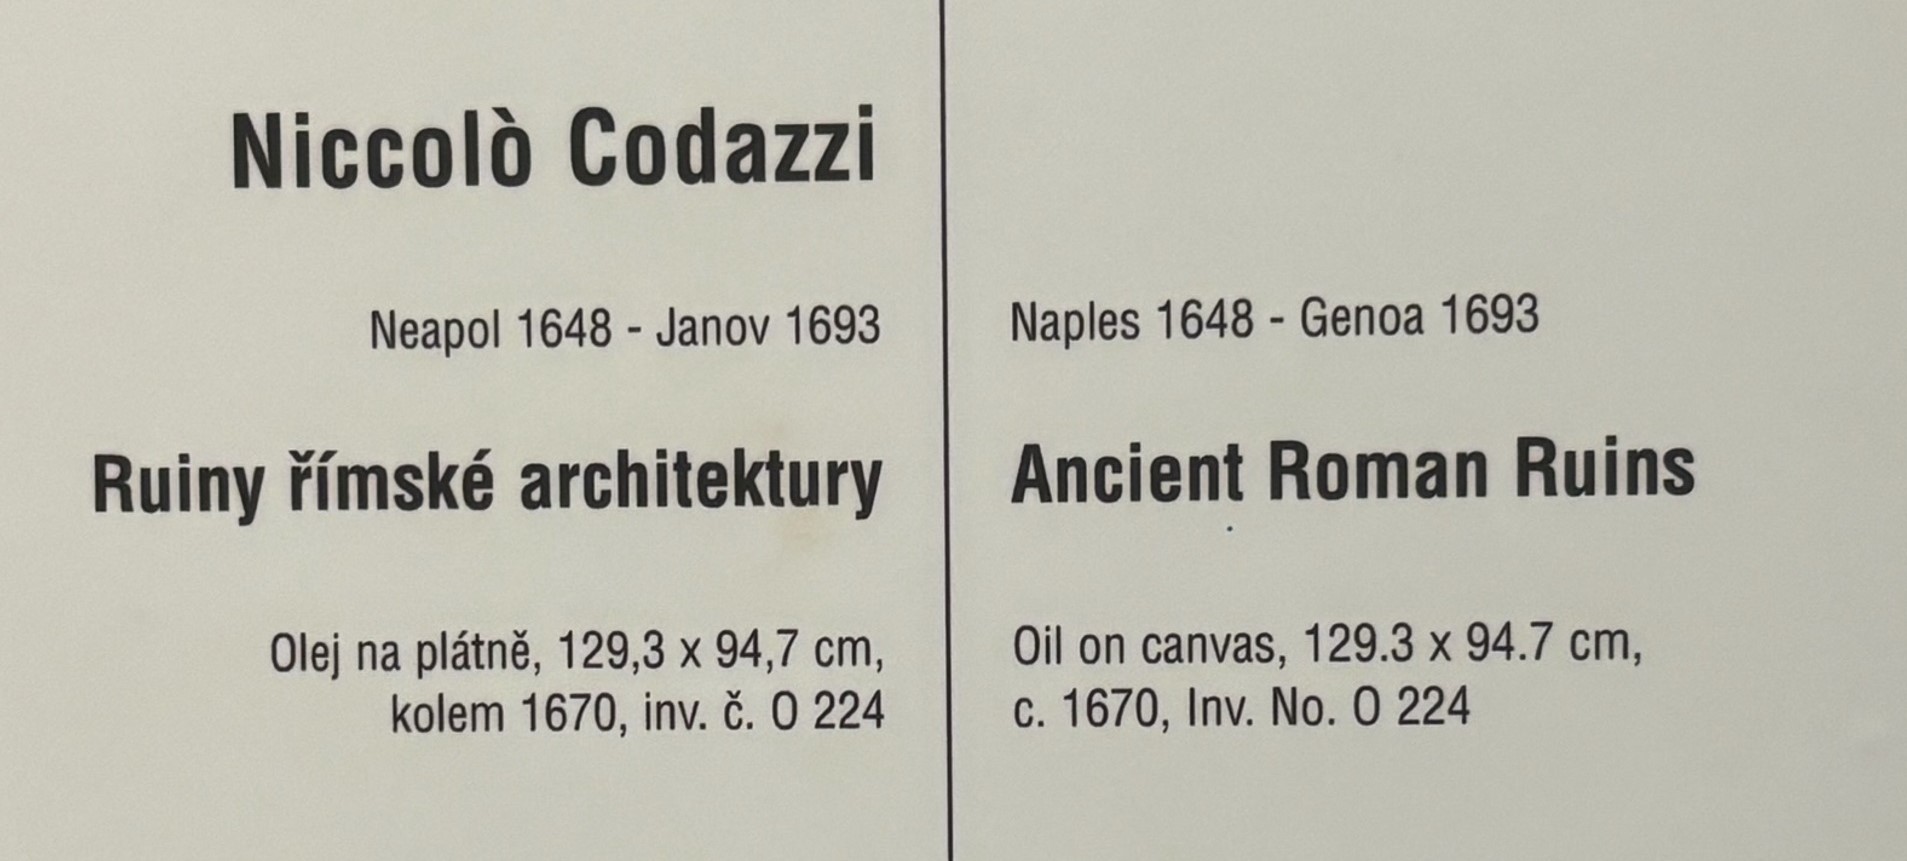 Niccolò Codazzi
Neapol 1648 - Janov 1693
Ruiny římské architektury
Olej na plátně, 129,3 x 94,7 cm,
kolem 1670, inv. č. O 224
Naples 1648 - Genoa 1693
Ancient Roman Ruins
Oil on canvas, 129.3 x 94.7 cm,
c. 1670, Inv. No. O 224